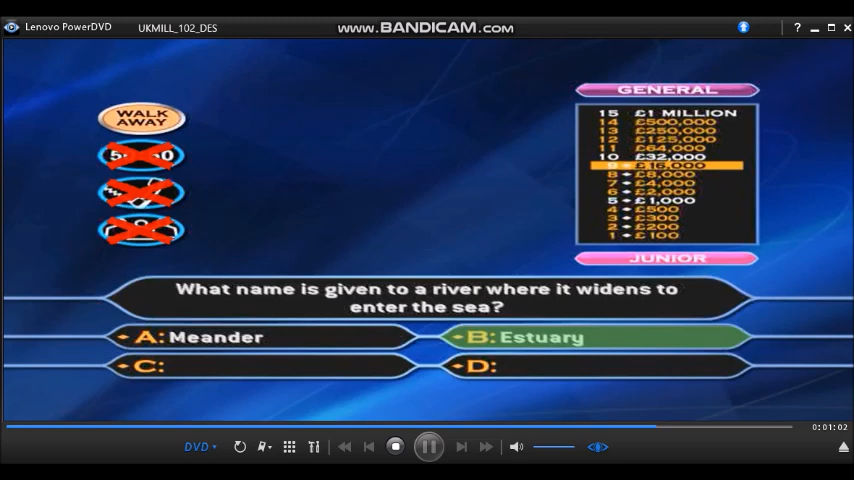 Lenovo PowerDVD
UKMILL_102_DES
www.BANDICAM.com
?
WALK
AWAY
GENERAL
15 £1 MILLION
14 £500,000
13 £250,000
12 £125,000
11 £64,000
10 £32,000
9 £16,000
8 £8,000
7 £4,000
6 £2,000
5 £1,000
4 £500
3 £300
2 £200
1 £100
JUNIOR
What name is given to a river where it widens to
enter the sea?
A: Meander
B: Estuary
C:
D:
DVD
0:01:02